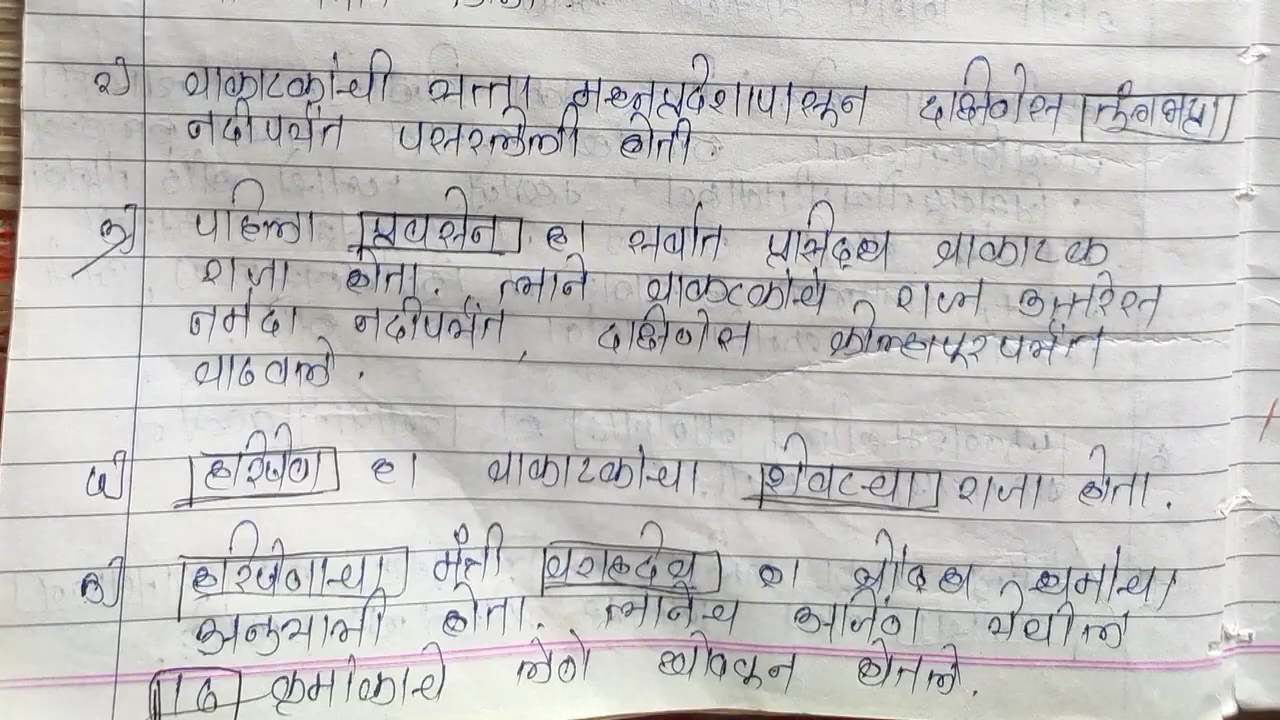 २) वाकाटकांची सत्ता मध्यप्रदेशापासून दक्षिणेस तुंगभद्रा
नदीपर्यंत पसरलेली होती.
३) पहिला प्रवरसेन हा सर्वात प्रसिद्ध वाकाटक
राजा होता. त्याने वाकटकांचे राज्य उत्तरेस
नर्मदा नदीपर्यंत, दक्षिणेस कोल्हापूरपर्यंत
वाढवले.
४) हरिषेण हा वाकाटकांचा शेवटचा राजा होता.
५) हरिषेणाचा मंत्री वराहदेव हा बौद्ध धर्माचा
अनुयायी होता. त्यानेच अजिंठा येथील
१६ क्रमांकाचे लेणे खोदवून घेतले.